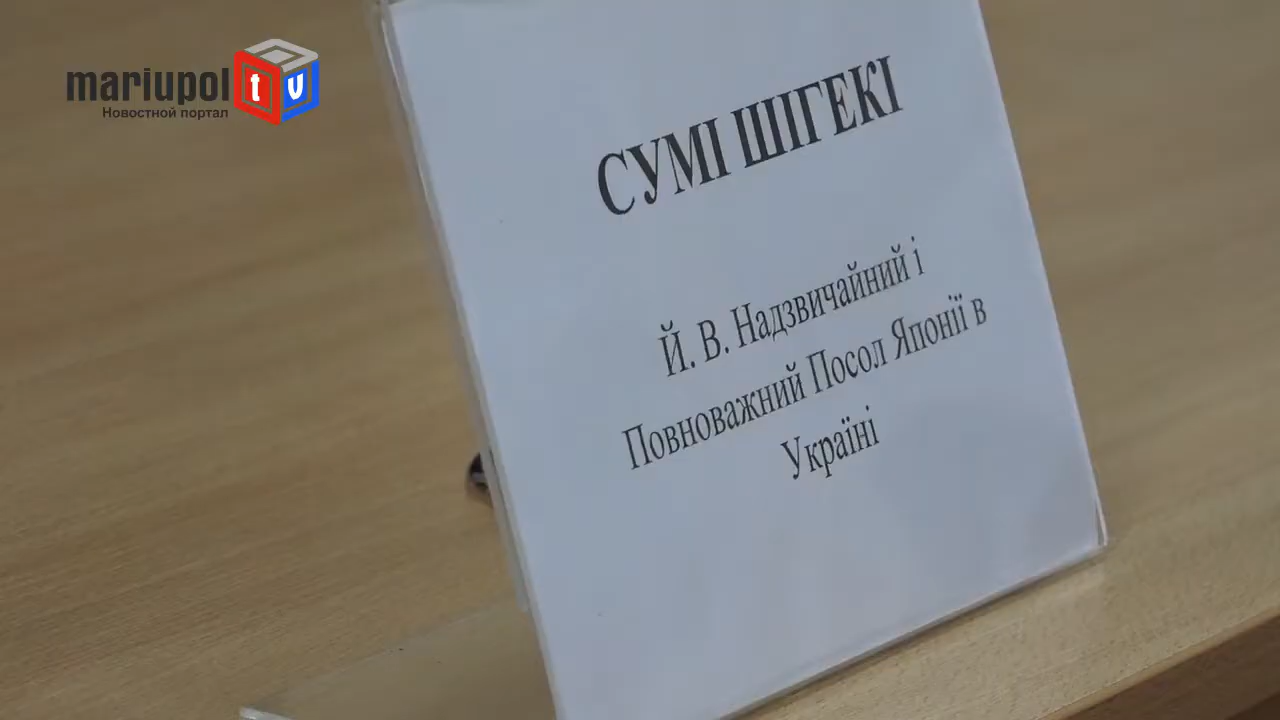 mariupol tv
Новостной портал
СУМІ ШІГЕКІ
Й. В. Надзвичайний і
Повноважний Посол Японії в
Україні